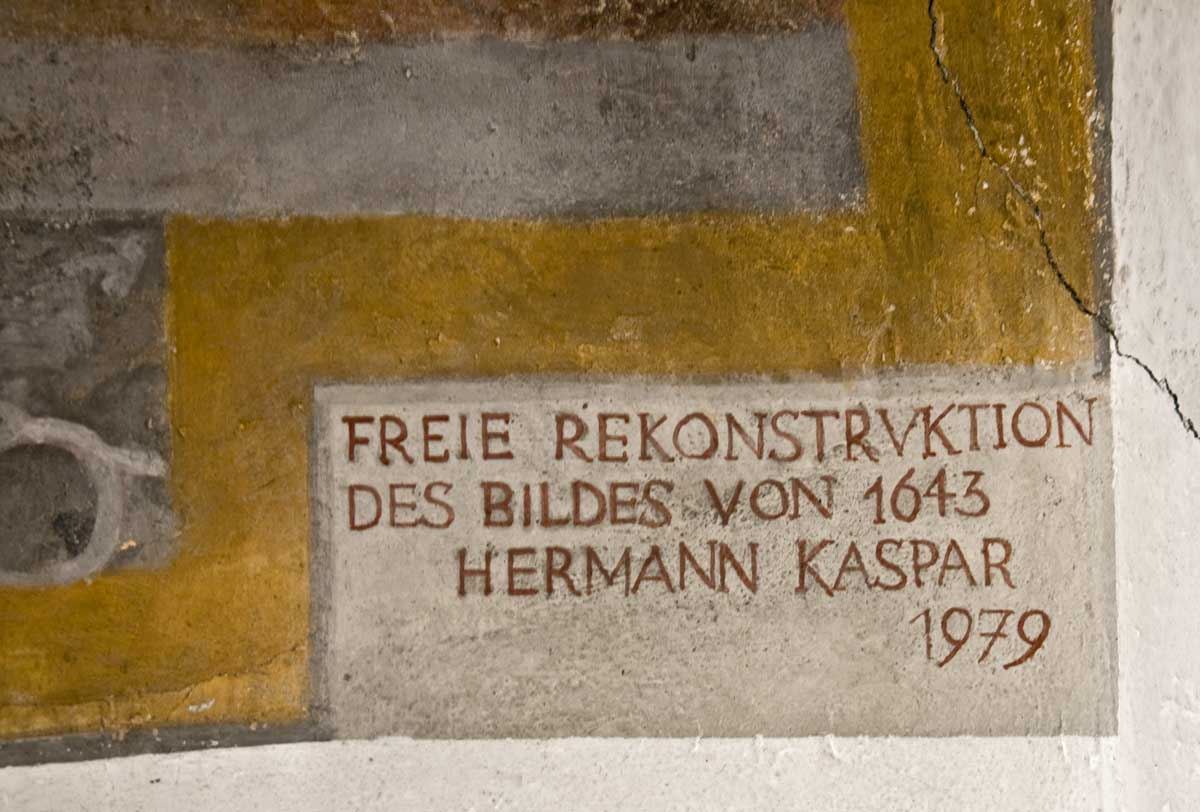 FREIE REKONSTRVKTION
DES BILDES VON 1643
HERMANN KASPAR
1979